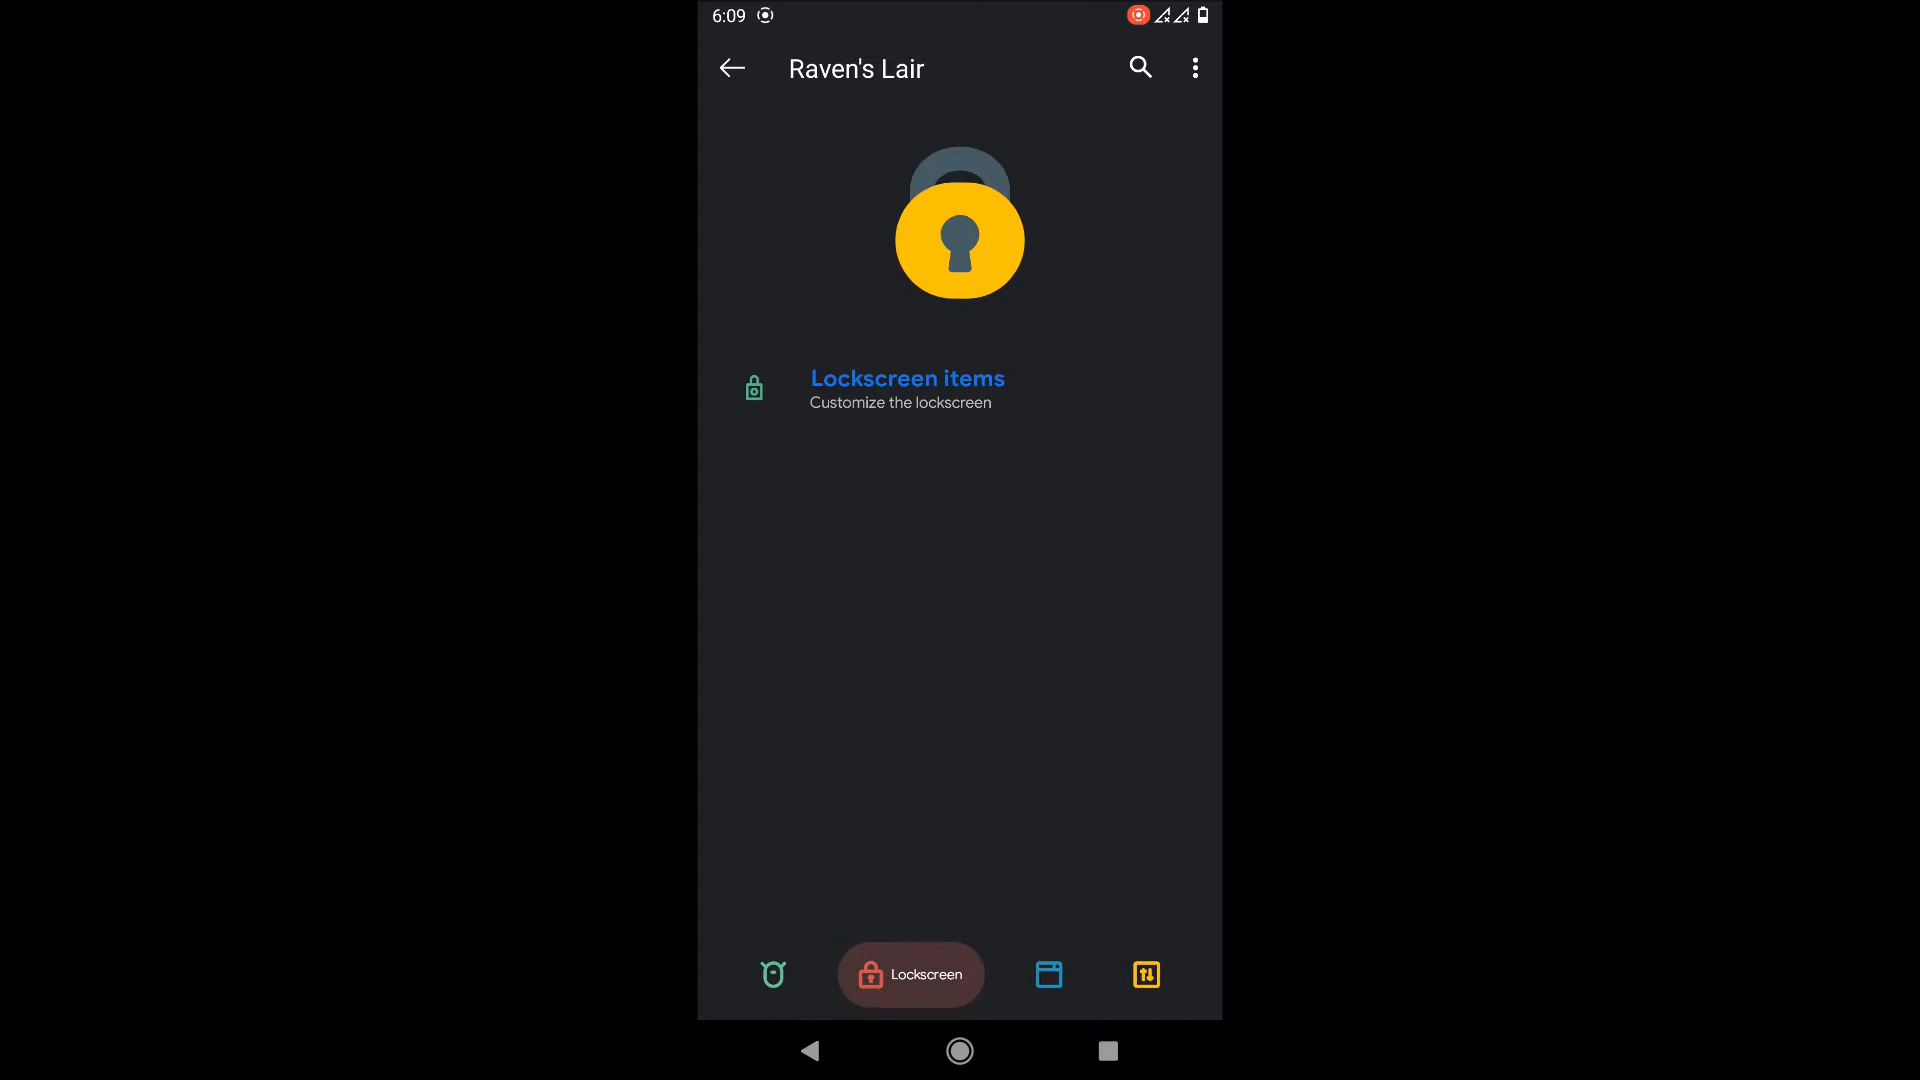 6:09
Raven's Lair
Lockscreen items
Customize the lockscreen
Lockscreen